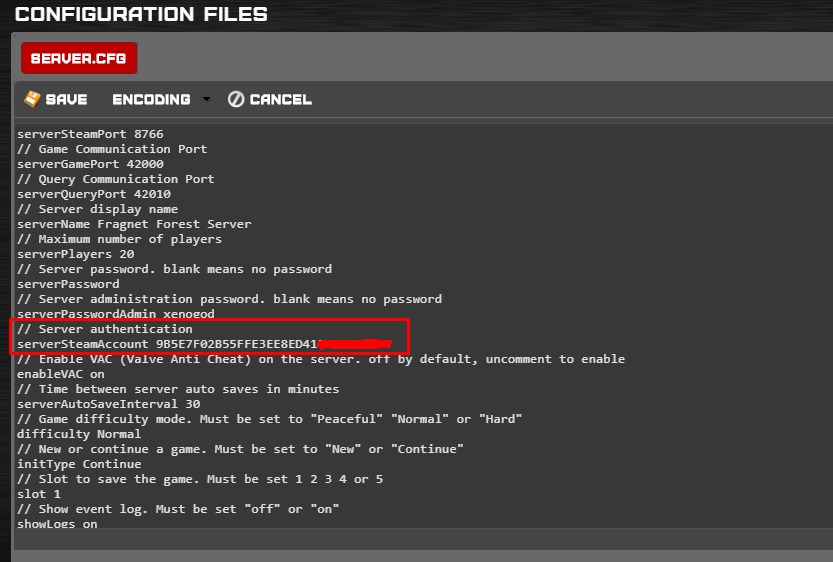 CONFIGURATION FILES
SERVER.CFG
SAVE ENCODING CANCEL
serverSteamPort 8766
// Game Communication Port
serverGamePort 42000
// Query Communication Port
serverQueryPort 42010
// Server display name
serverName Fragnet Forest Server
// Maximum number of players
serverPlayers 20
// Server password. blank means no password
serverPassword
// Server administration password. blank means no password
serverPasswordAdmin xenogod
// Server authentication
serverSteamAccount 9B5E7F02B55FFE3EE8ED41
// Enable VAC (Valve Anti Cheat) on the server. off by default, uncomment to enable
enableVAC on
// Time between server auto saves in minutes
serverAutoSaveInterval 30
// Game difficulty mode. Must be set to "Peaceful" "Normal" or "Hard"
difficulty Normal
// New or continue a game. Must be set to "New" or "Continue"
initType Continue
// Slot to save the game. Must be set 1 2 3 4 or 5
slot 1
// Show event log. Must be set "off" or "on"
showLogs on